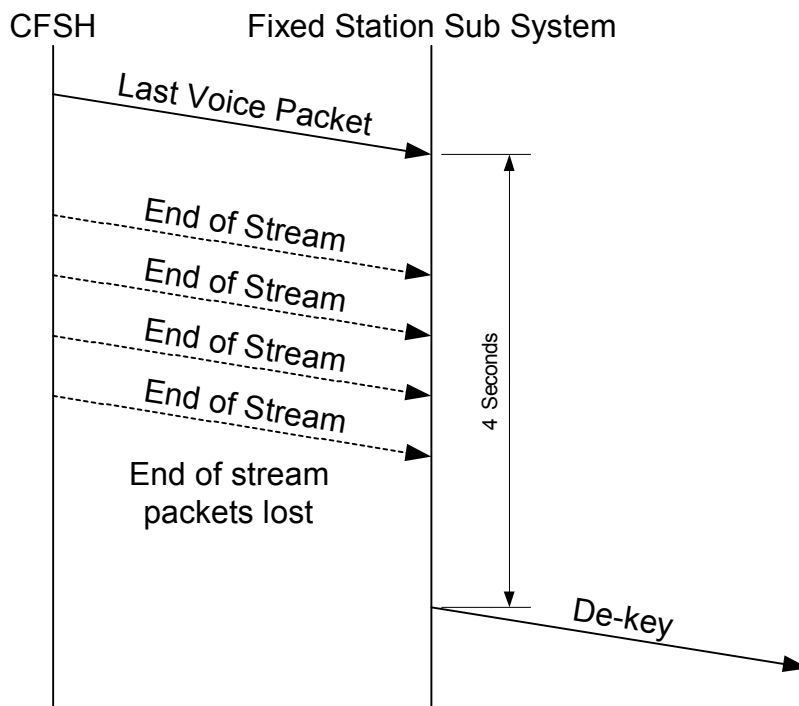 CFSH
Fixed Station Sub System
Last Voice Packet
End of Stream
End of Stream
End of Stream
End of Stream
4 Seconds
End of stream
packets lost
De-key